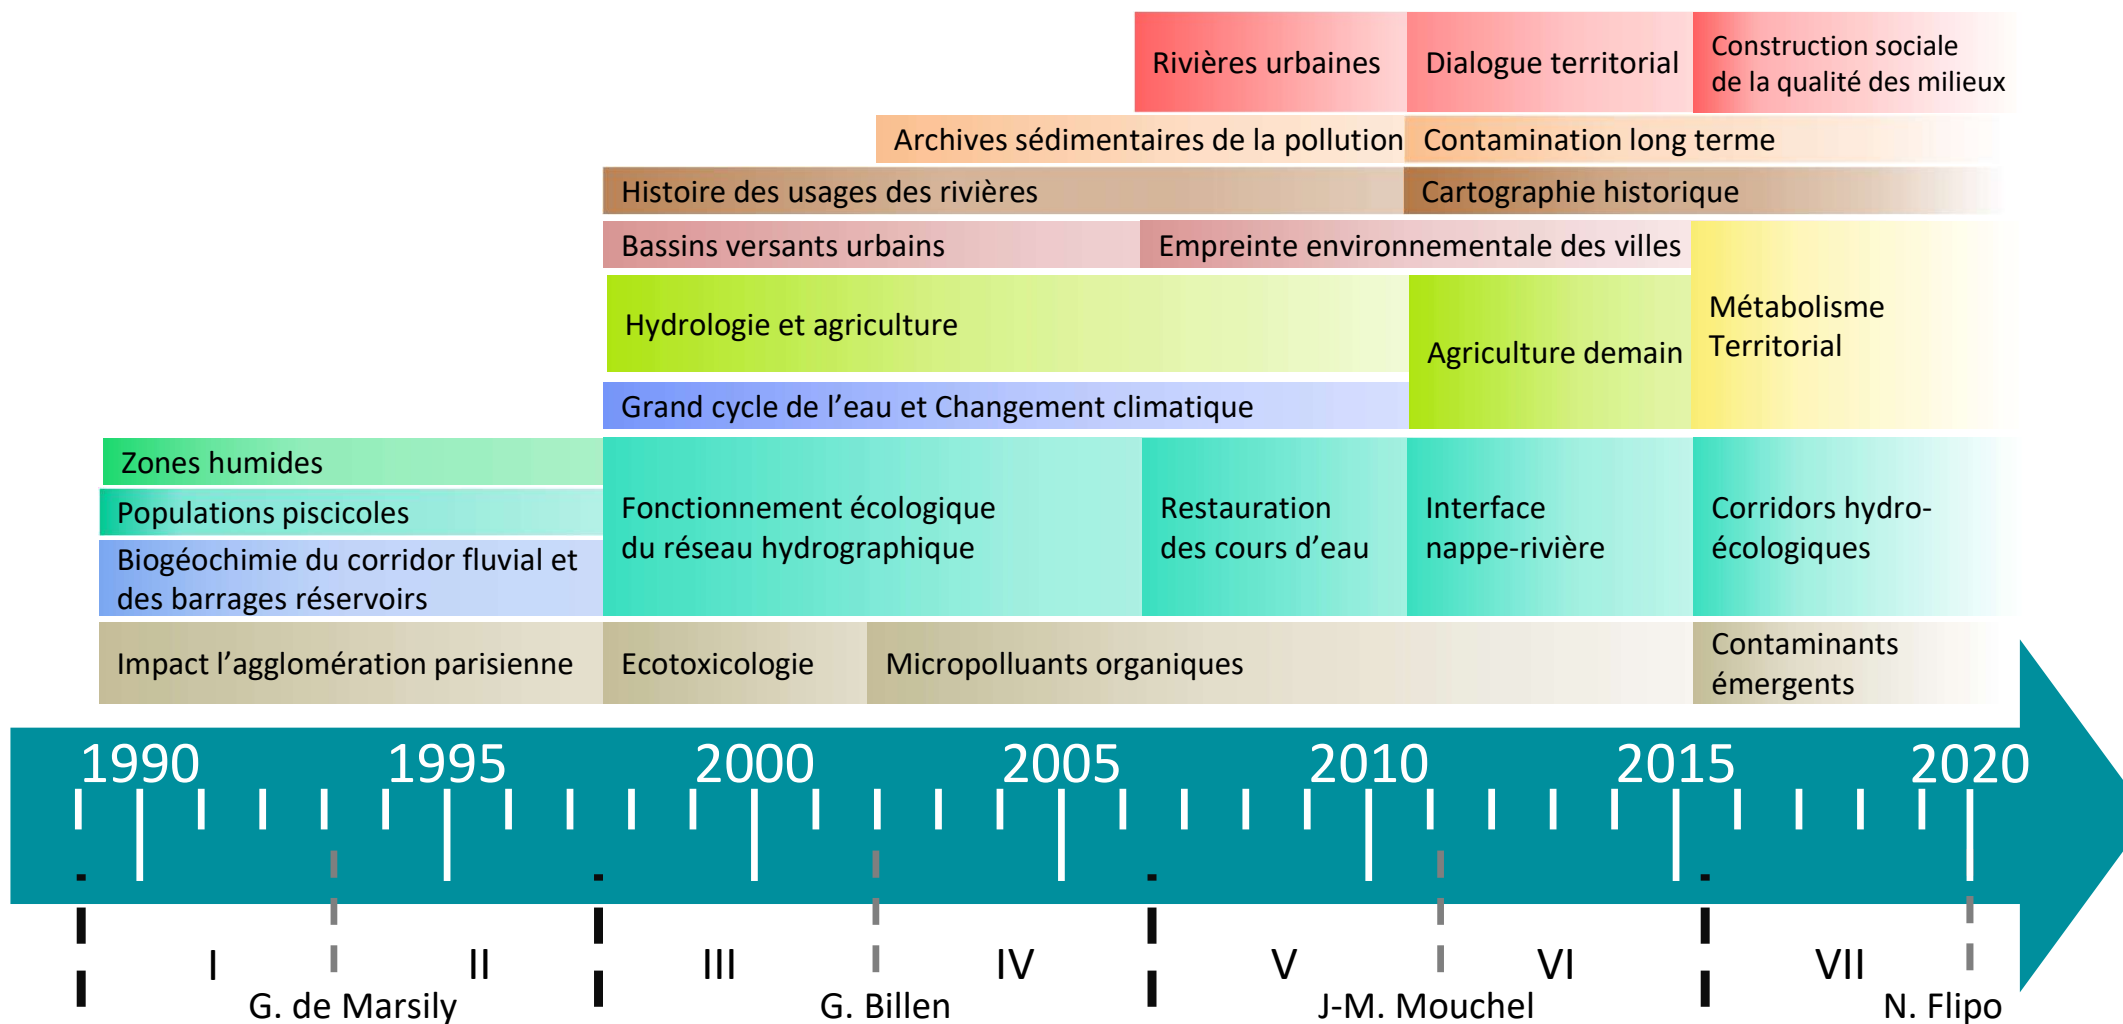 Rivières urbaines
Dialogue territorial
Construction sociale
de la qualité des milieux
Archives sédimentaires de la pollution
Contamination long terme
Histoire des usages des rivières
Cartographie historique
Bassins versants urbains
Empreinte environnementale des villes
Métabolisme
Territorial
Hydrologie et agriculture
Agriculture demain
Grand cycle de l’eau et Changement climatique
Zones humides
Populations piscicoles
Biogéochimie du corridor fluvial et
des barrages réservoirs
Fonctionnement écologique
du réseau hydrographique
Restauration
des cours d’eau
Interface
nappe-rivière
Corridors hydro-
écologiques
Impact l’agglomération parisienne
Ecotoxicologie
Micropolluants organiques
Contaminants
émergents
1990 1995 2000 2005 2010 2015 2020
I II III IV V VI VII
G. de Marsily G. Billen J-M. Mouchel N. Flipo